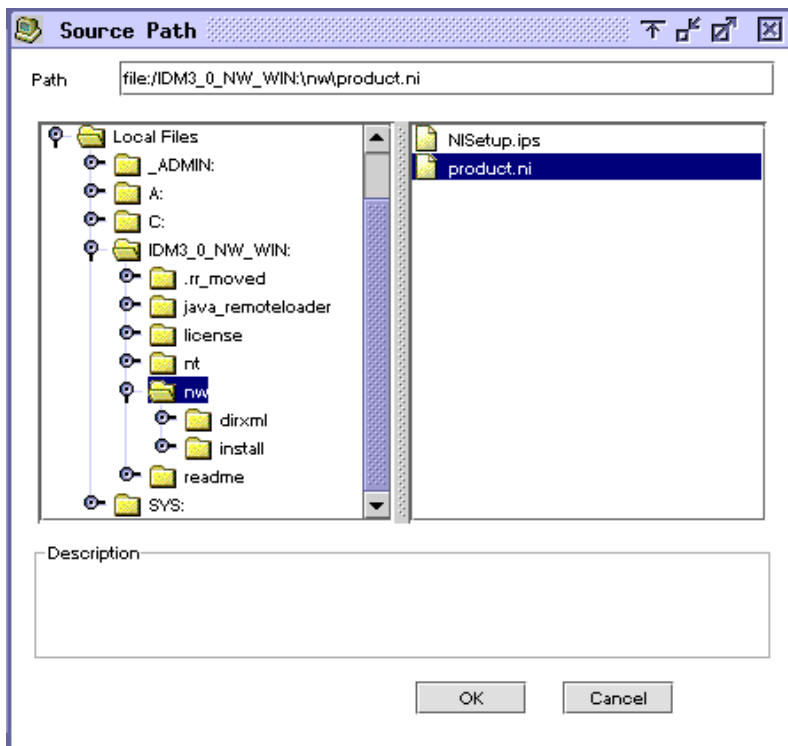 Source Path
Path
file:/IDM3_0_NW_WIN:\nw\product.ni
Local Files
_ADMIN:
A:
C:
IDM3_0_NW_WIN:
.rr_moved
java_remoteloader
license
nt
nw
dirxml
install
readme
SYS:
NISetup.ips
product.ni
Description
OK
Cancel